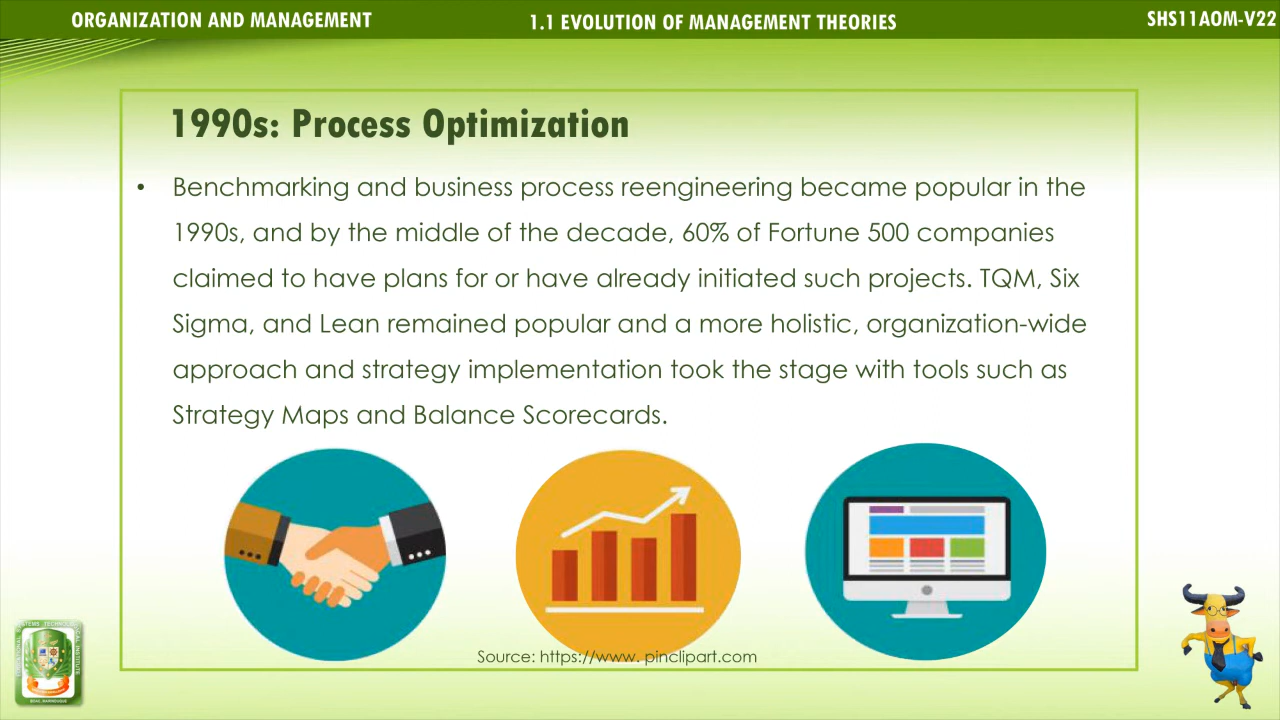 ORGANIZATION AND MANAGEMENT
1.1 EVOLUTION OF MANAGEMENT THEORIES
SHS11AOM-V22
1990s: Process Optimization
• Benchmarking and business process reengineering became popular in the
1990s, and by the middle of the decade, 60% of Fortune 500 companies
claimed to have plans for or have already initiated such projects. TQM, Six
Sigma, and Lean remained popular and a more holistic, organization-wide
approach and strategy implementation took the stage with tools such as
Strategy Maps and Balance Scorecards.
Source: https://www. pinclipart.com